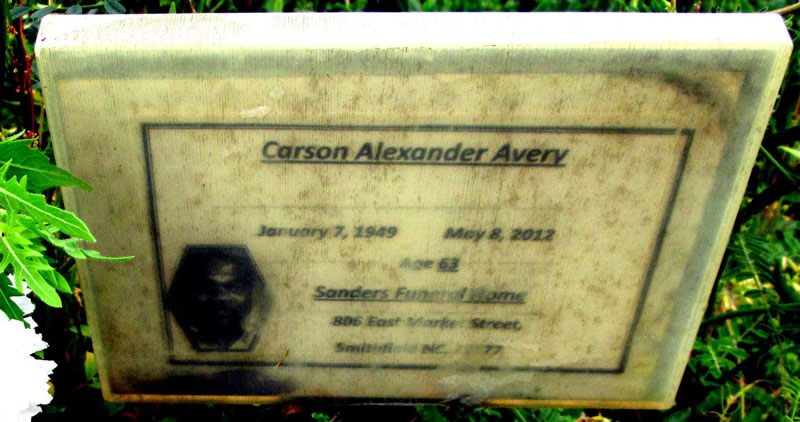 Carson Alexander Avery
January 7, 1949 May 8, 2012
Age 63
Sanders Funeral Home
806 East Market Street,
Smithfield NC.